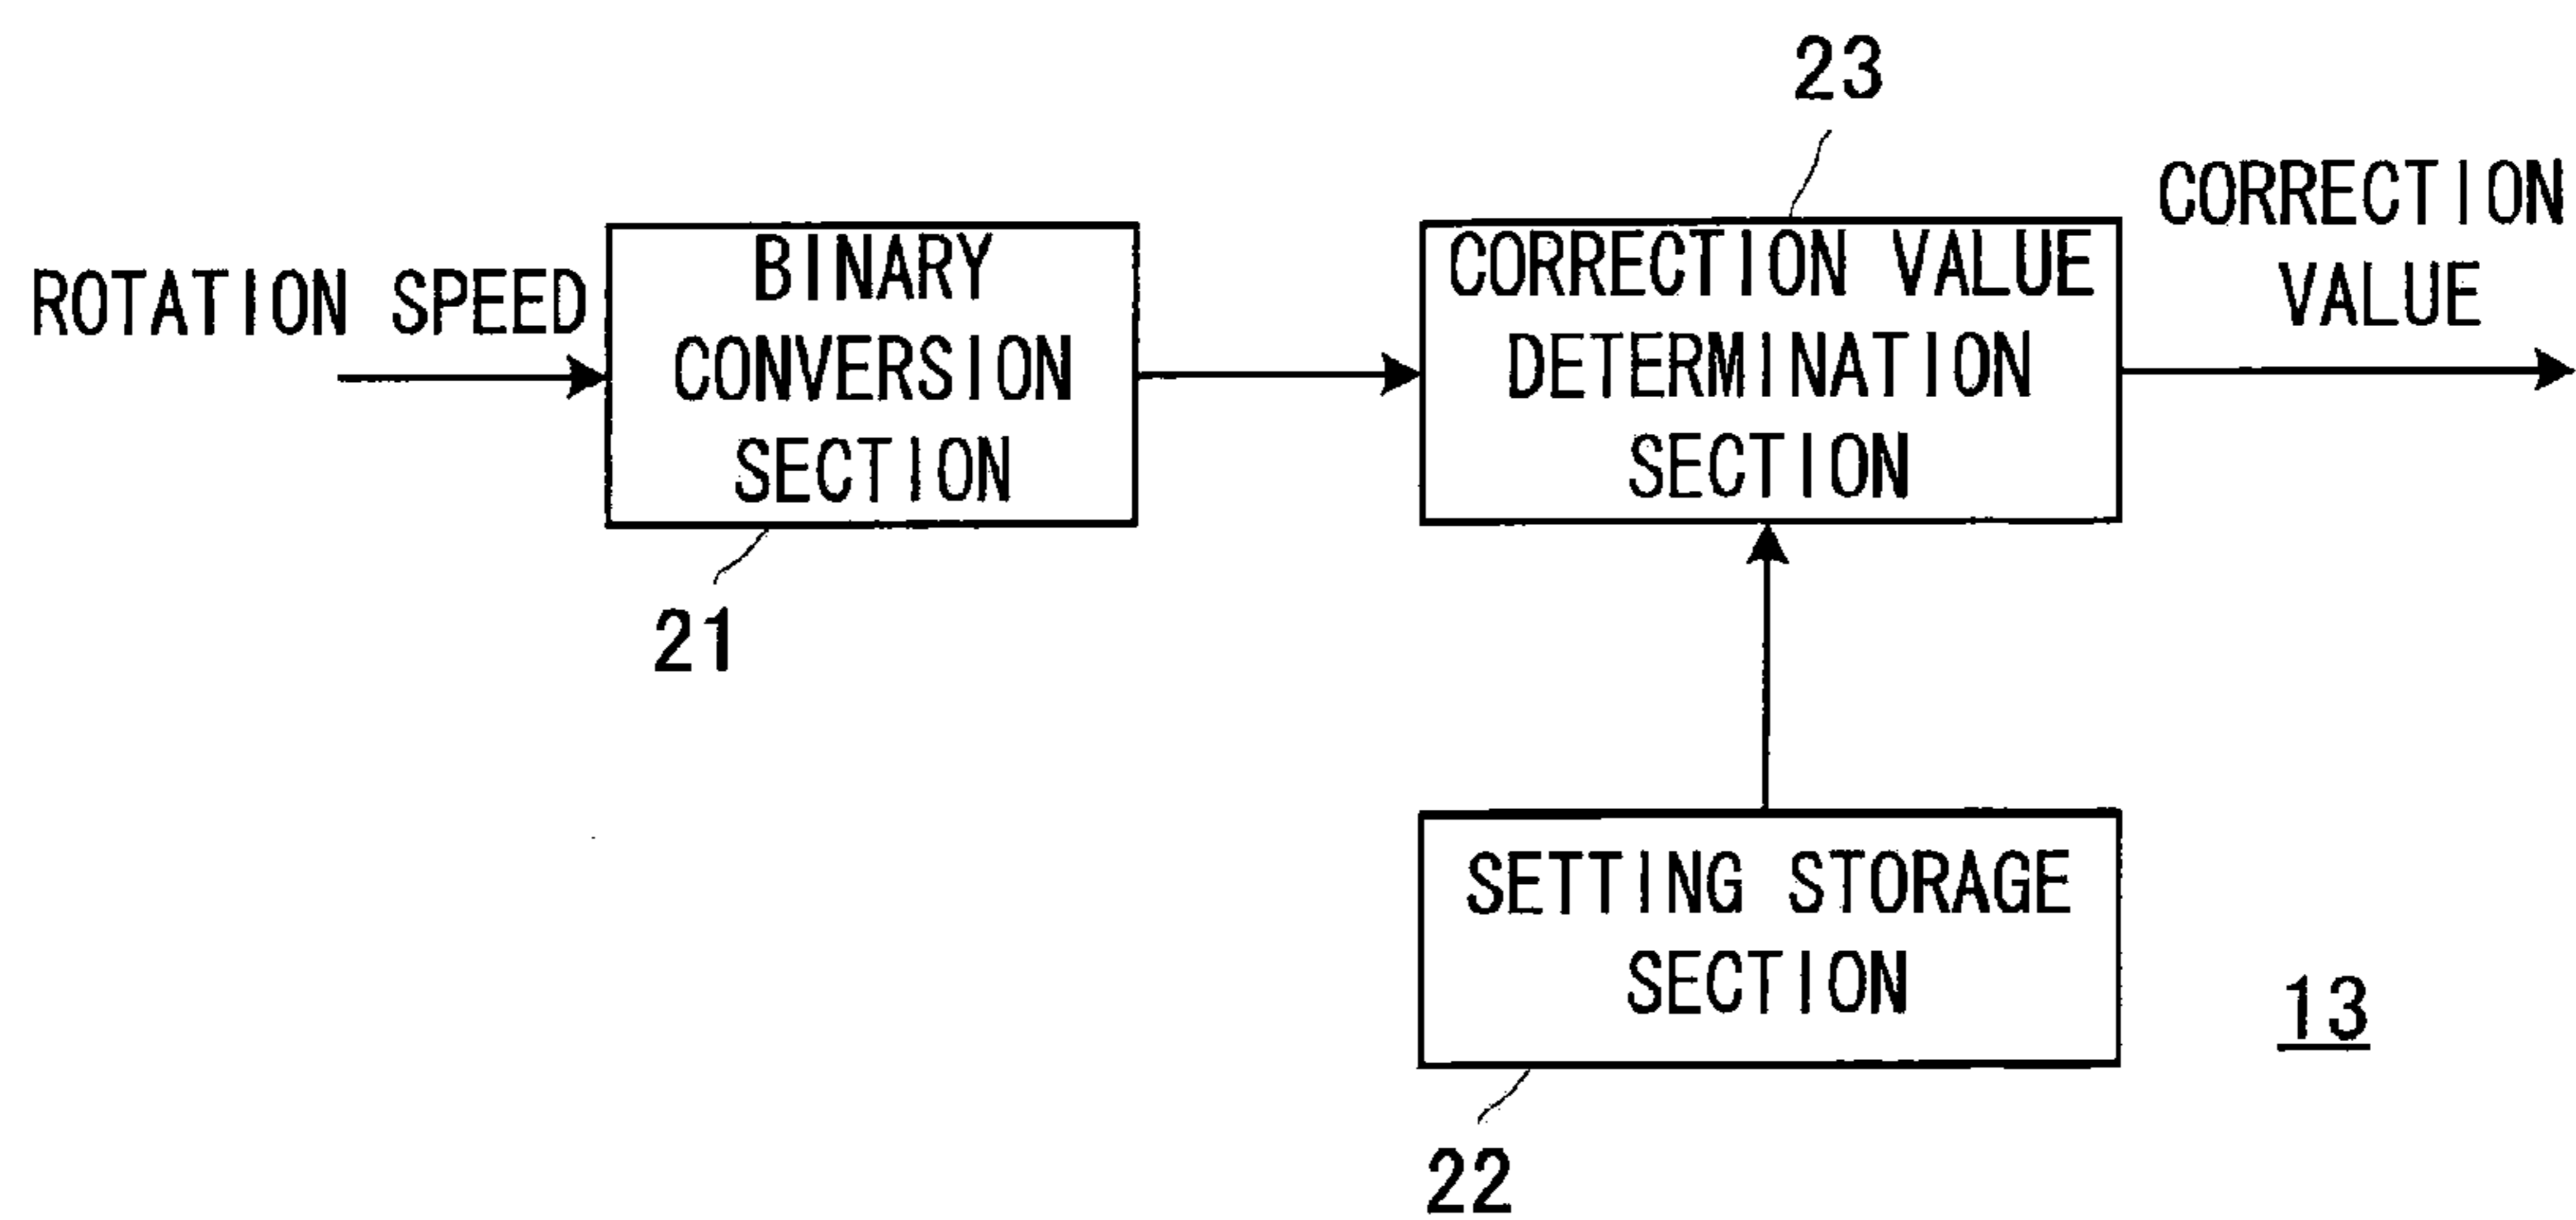 23
CORRECTION
VALUE
ROTATION SPEED
BINARY
CONVERSION
SECTION
CORRECTION VALUE
DETERMINATION
SECTION
21
SETTING STORAGE
SECTION
13
22